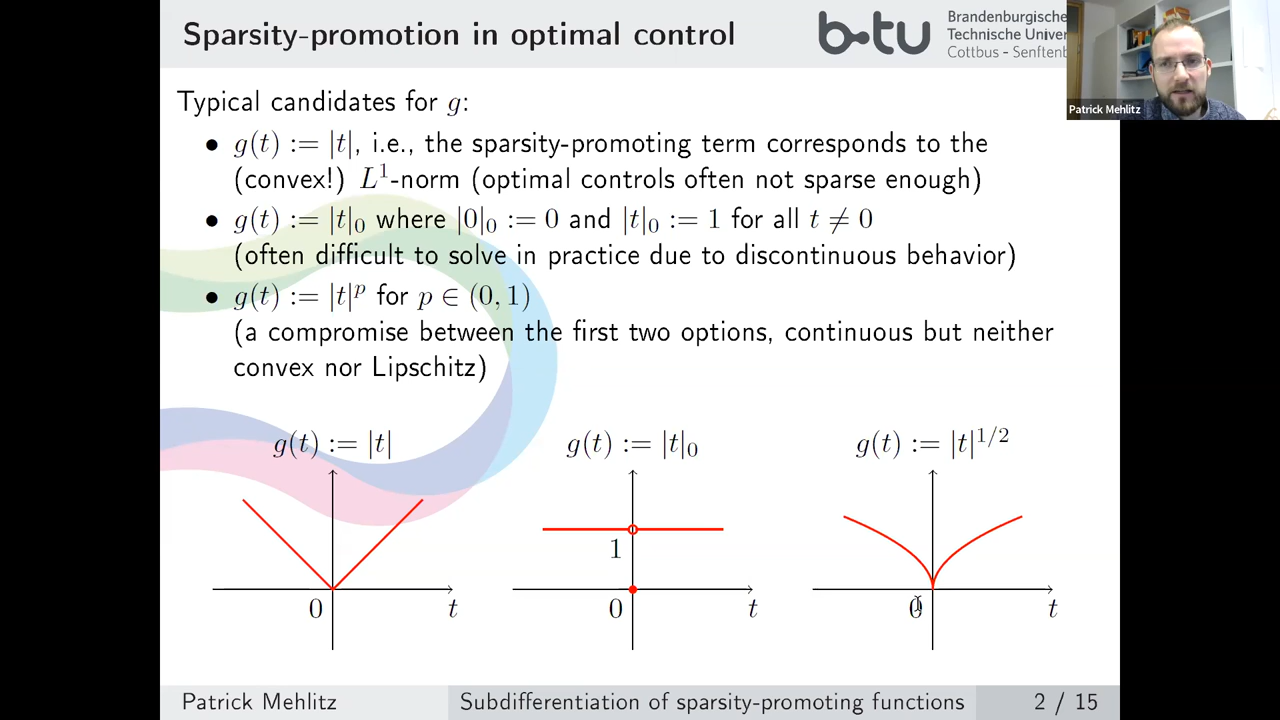 Sparsity-promotion in optimal control
b-tu
Brandenburgische
Technische Univer
Cottbus - Senftenb
Patrick Mehlitz
Typical candidates for g:
• g(t) := |t|, i.e., the sparsity-promoting term corresponds to the
(convex!) L¹-norm (optimal controls often not sparse enough)
• g(t) := |t|₀ where |0|₀ := 0 and |t|₀ := 1 for all t ≠ 0
(often difficult to solve in practice due to discontinuous behavior)
• g(t) := |t|ᵖ for p ∈ (0, 1)
(a compromise between the first two options, continuous but neither
convex nor Lipschitz)
g(t) := |t|
0
t
g(t) := |t|₀
1
0
t
g(t) := |t|^{1/2}
0
t
Patrick Mehlitz
Subdifferentiation of sparsity-promoting functions
2 / 15